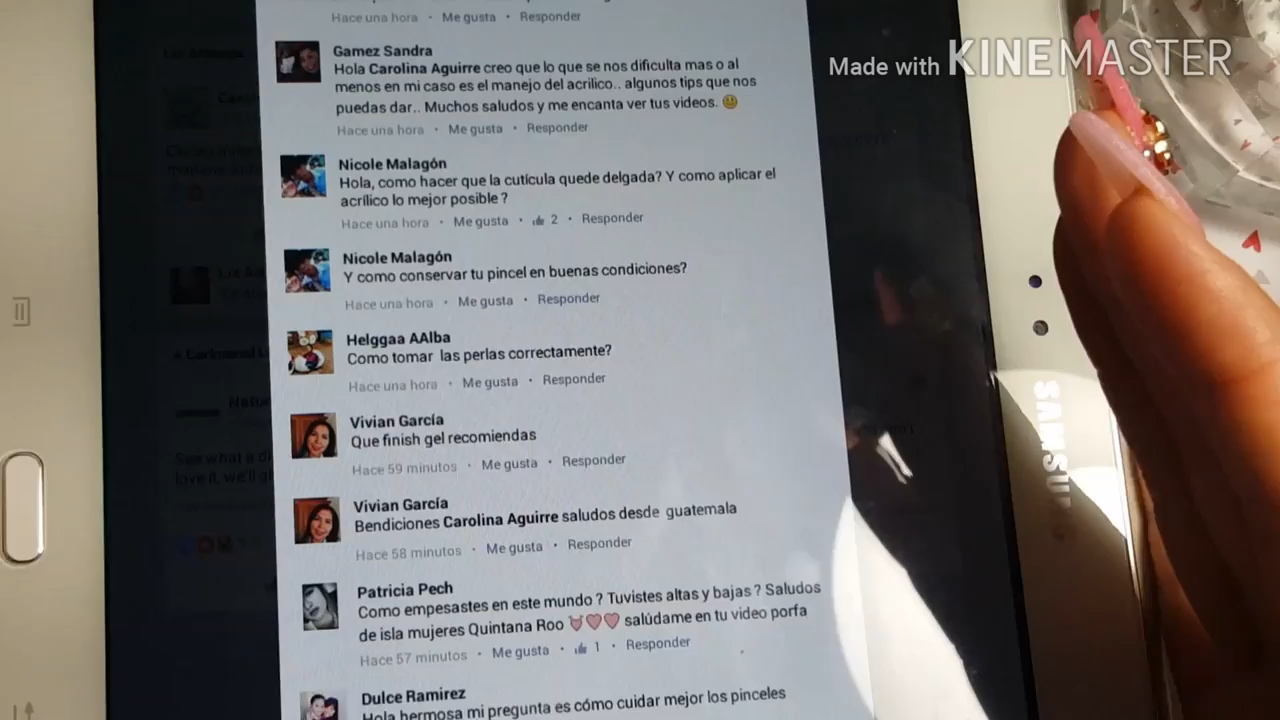 Hace una hora · Me gusta · Responder
Made with KINEMASTER
Gamez Sandra
Hola Carolina Aguirre creo que lo que se nos dificulta mas o al
menos en mi caso es el manejo del acrilico.. algunos tips que nos
puedas dar.. Muchos saludos y me encanta ver tus videos. 🙂
Hace una hora · Me gusta · Responder
Nicole Malagón
Hola, como hacer que la cutícula quede delgada? Y como aplicar el
acrílico lo mejor posible ?
Hace una hora · Me gusta · 2 · Responder
Nicole Malagón
Y como conservar tu pincel en buenas condiciones?
Hace una hora · Me gusta · Responder
Helggaa AAlba
Como tomar las perlas correctamente?
Hace una hora · Me gusta · Responder
Vivian García
Que finish gel recomiendas
Hace 59 minutos · Me gusta · Responder
Vivian García
Bendiciones Carolina Aguirre saludos desde guatemala
Hace 58 minutos · Me gusta · Responder
Patricia Pech
Como empesastes en este mundo ? Tuvistes altas y bajas ? Saludos
de isla mujeres Quintana Roo 💓💗💗 salúdame en tu video porfa
Hace 57 minutos · Me gusta · 1 · Responder
Dulce Ramirez
Hola hermosa mi pregunta es cómo cuidar mejor los pinceles
SAMSU